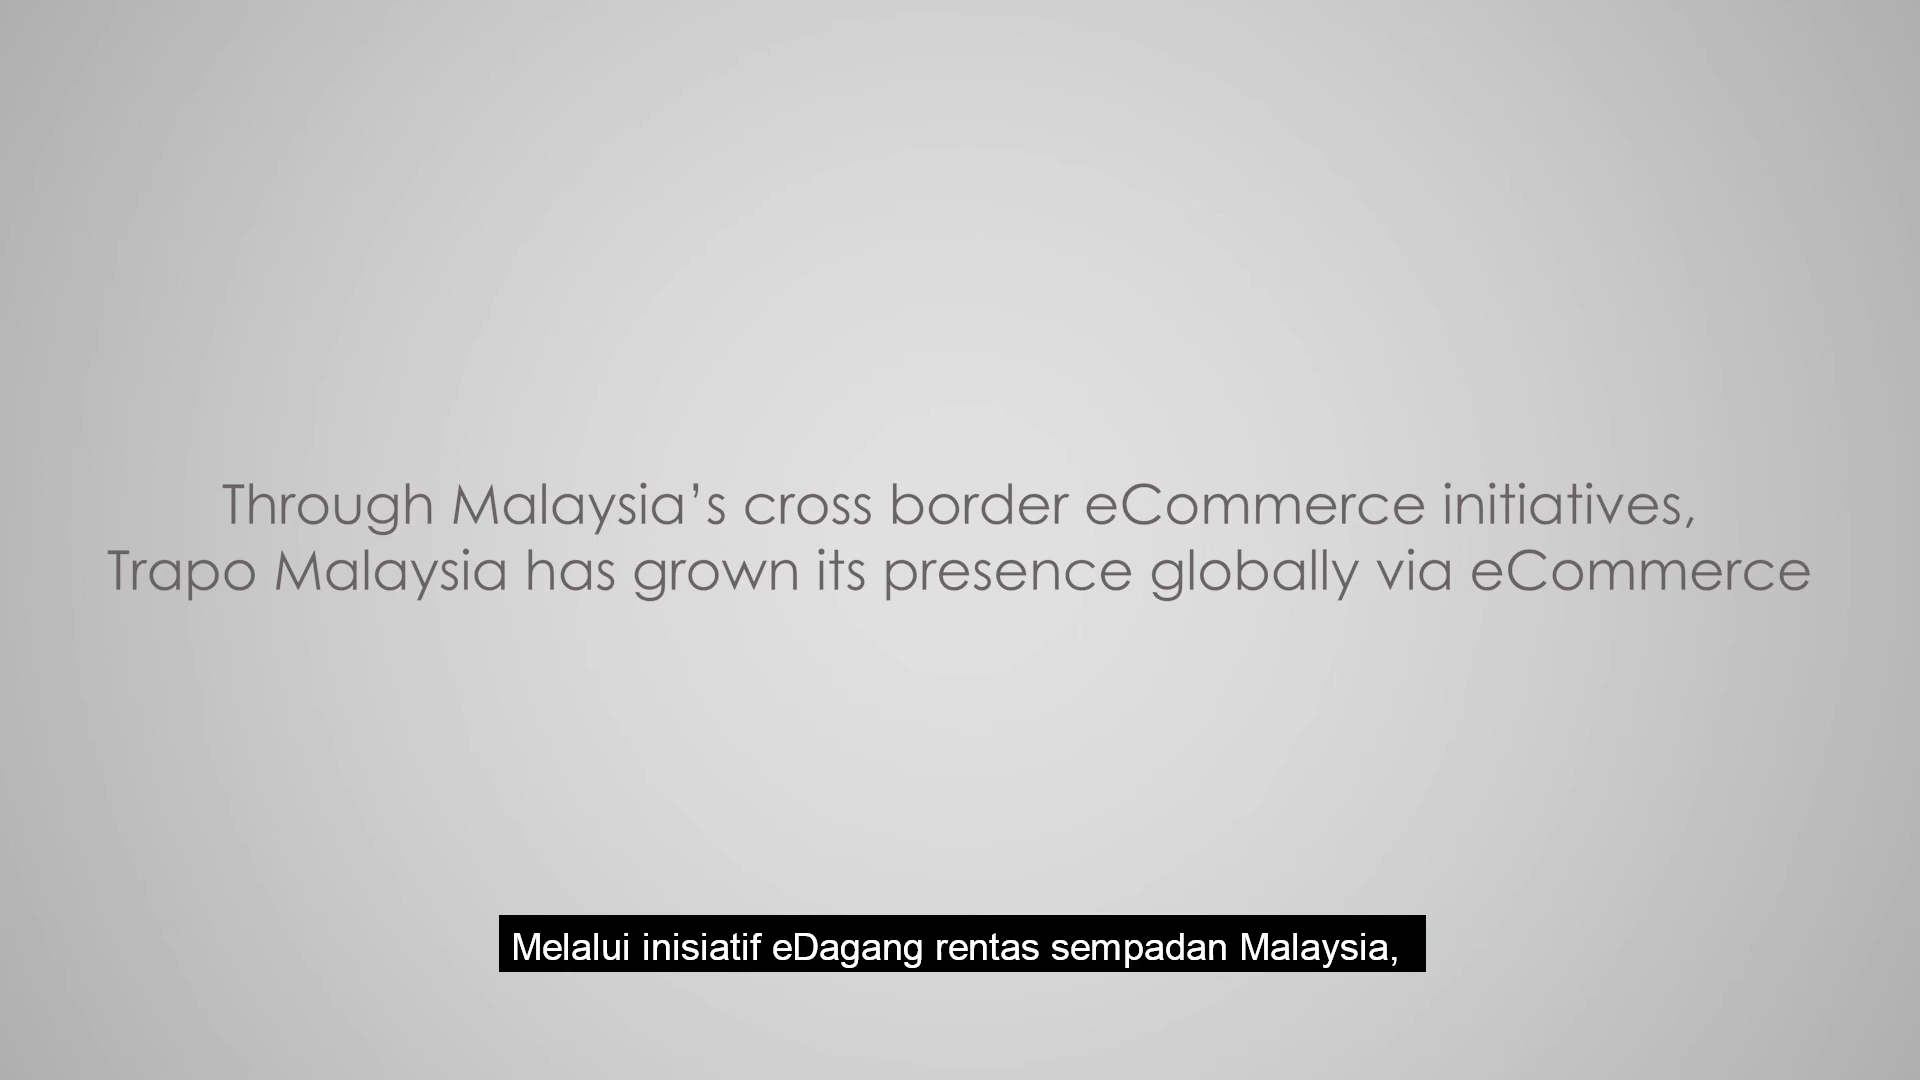 Through Malaysia’s cross border eCommerce initiatives,
Trapo Malaysia has grown its presence globally via eCommerce
Melalui inisiatif eDagang rentas sempadan Malaysia,